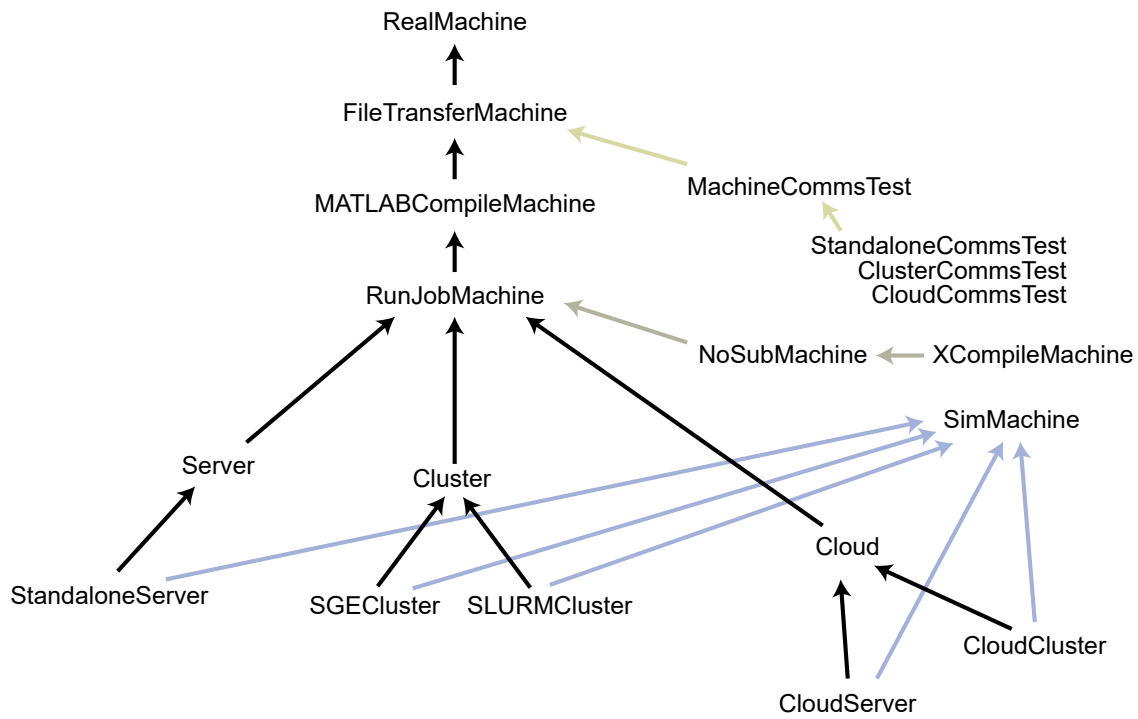 RealMachine
FileTransferMachine
MachineCommsTest
MATLABCompileMachine
StandaloneCommsTest
ClusterCommsTest
CloudCommsTest
RunJobMachine
NoSubMachine
XCompileMachine
SimMachine
Server
Cluster
Cloud
StandaloneServer
SGECluster
SLURMCluster
CloudCluster
CloudServer